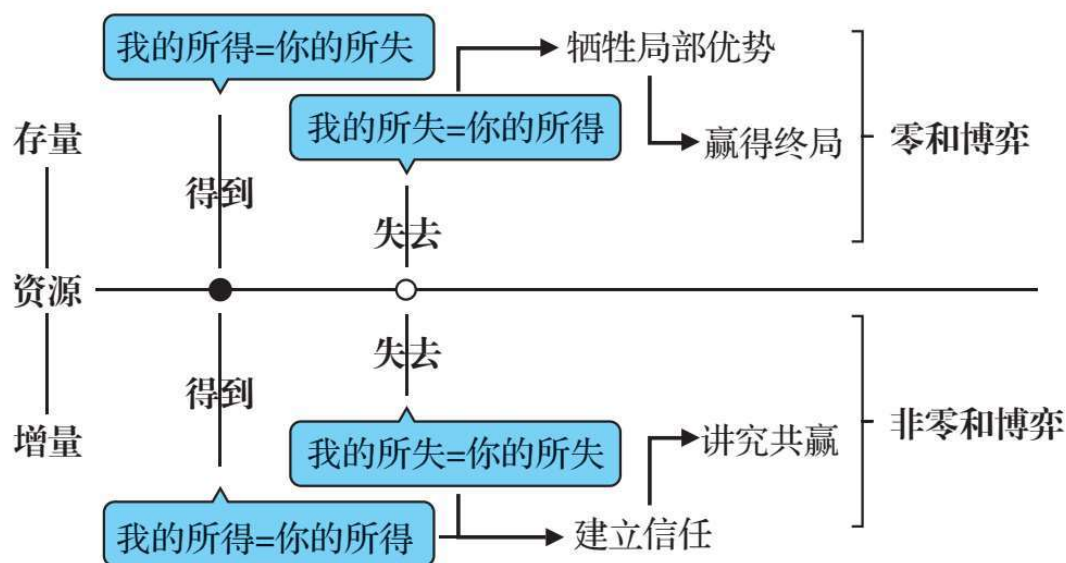 我的所得=你的所失
牺牲局部优势
我的所失=你的所得
存量
赢得终局
零和博弈
得到
失去
资源
失去
得到
增量
讲究共赢
非零和博弈
我的所失=你的所失
我的所得=你的所得
建立信任